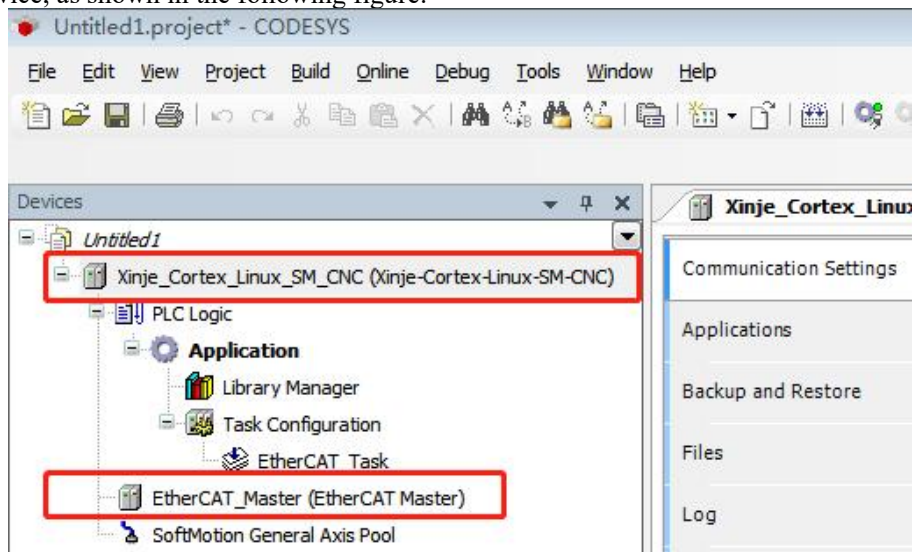 vice, as shown in the following figure.
Untitled1.project* - CODESYS
File Edit View Project Build Online Debug Tools Window Help
Devices
Untitled1
Xinje_Cortex_Linux_SM_CNC (Xinje-Cortex-Linux-SM-CNC)
PLC Logic
Application
Library Manager
Task Configuration
EtherCAT_Task
EtherCAT_Master (EtherCAT Master)
SoftMotion General Axis Pool
Xinje_Cortex_Linux
Communication Settings
Applications
Backup and Restore
Files
Log